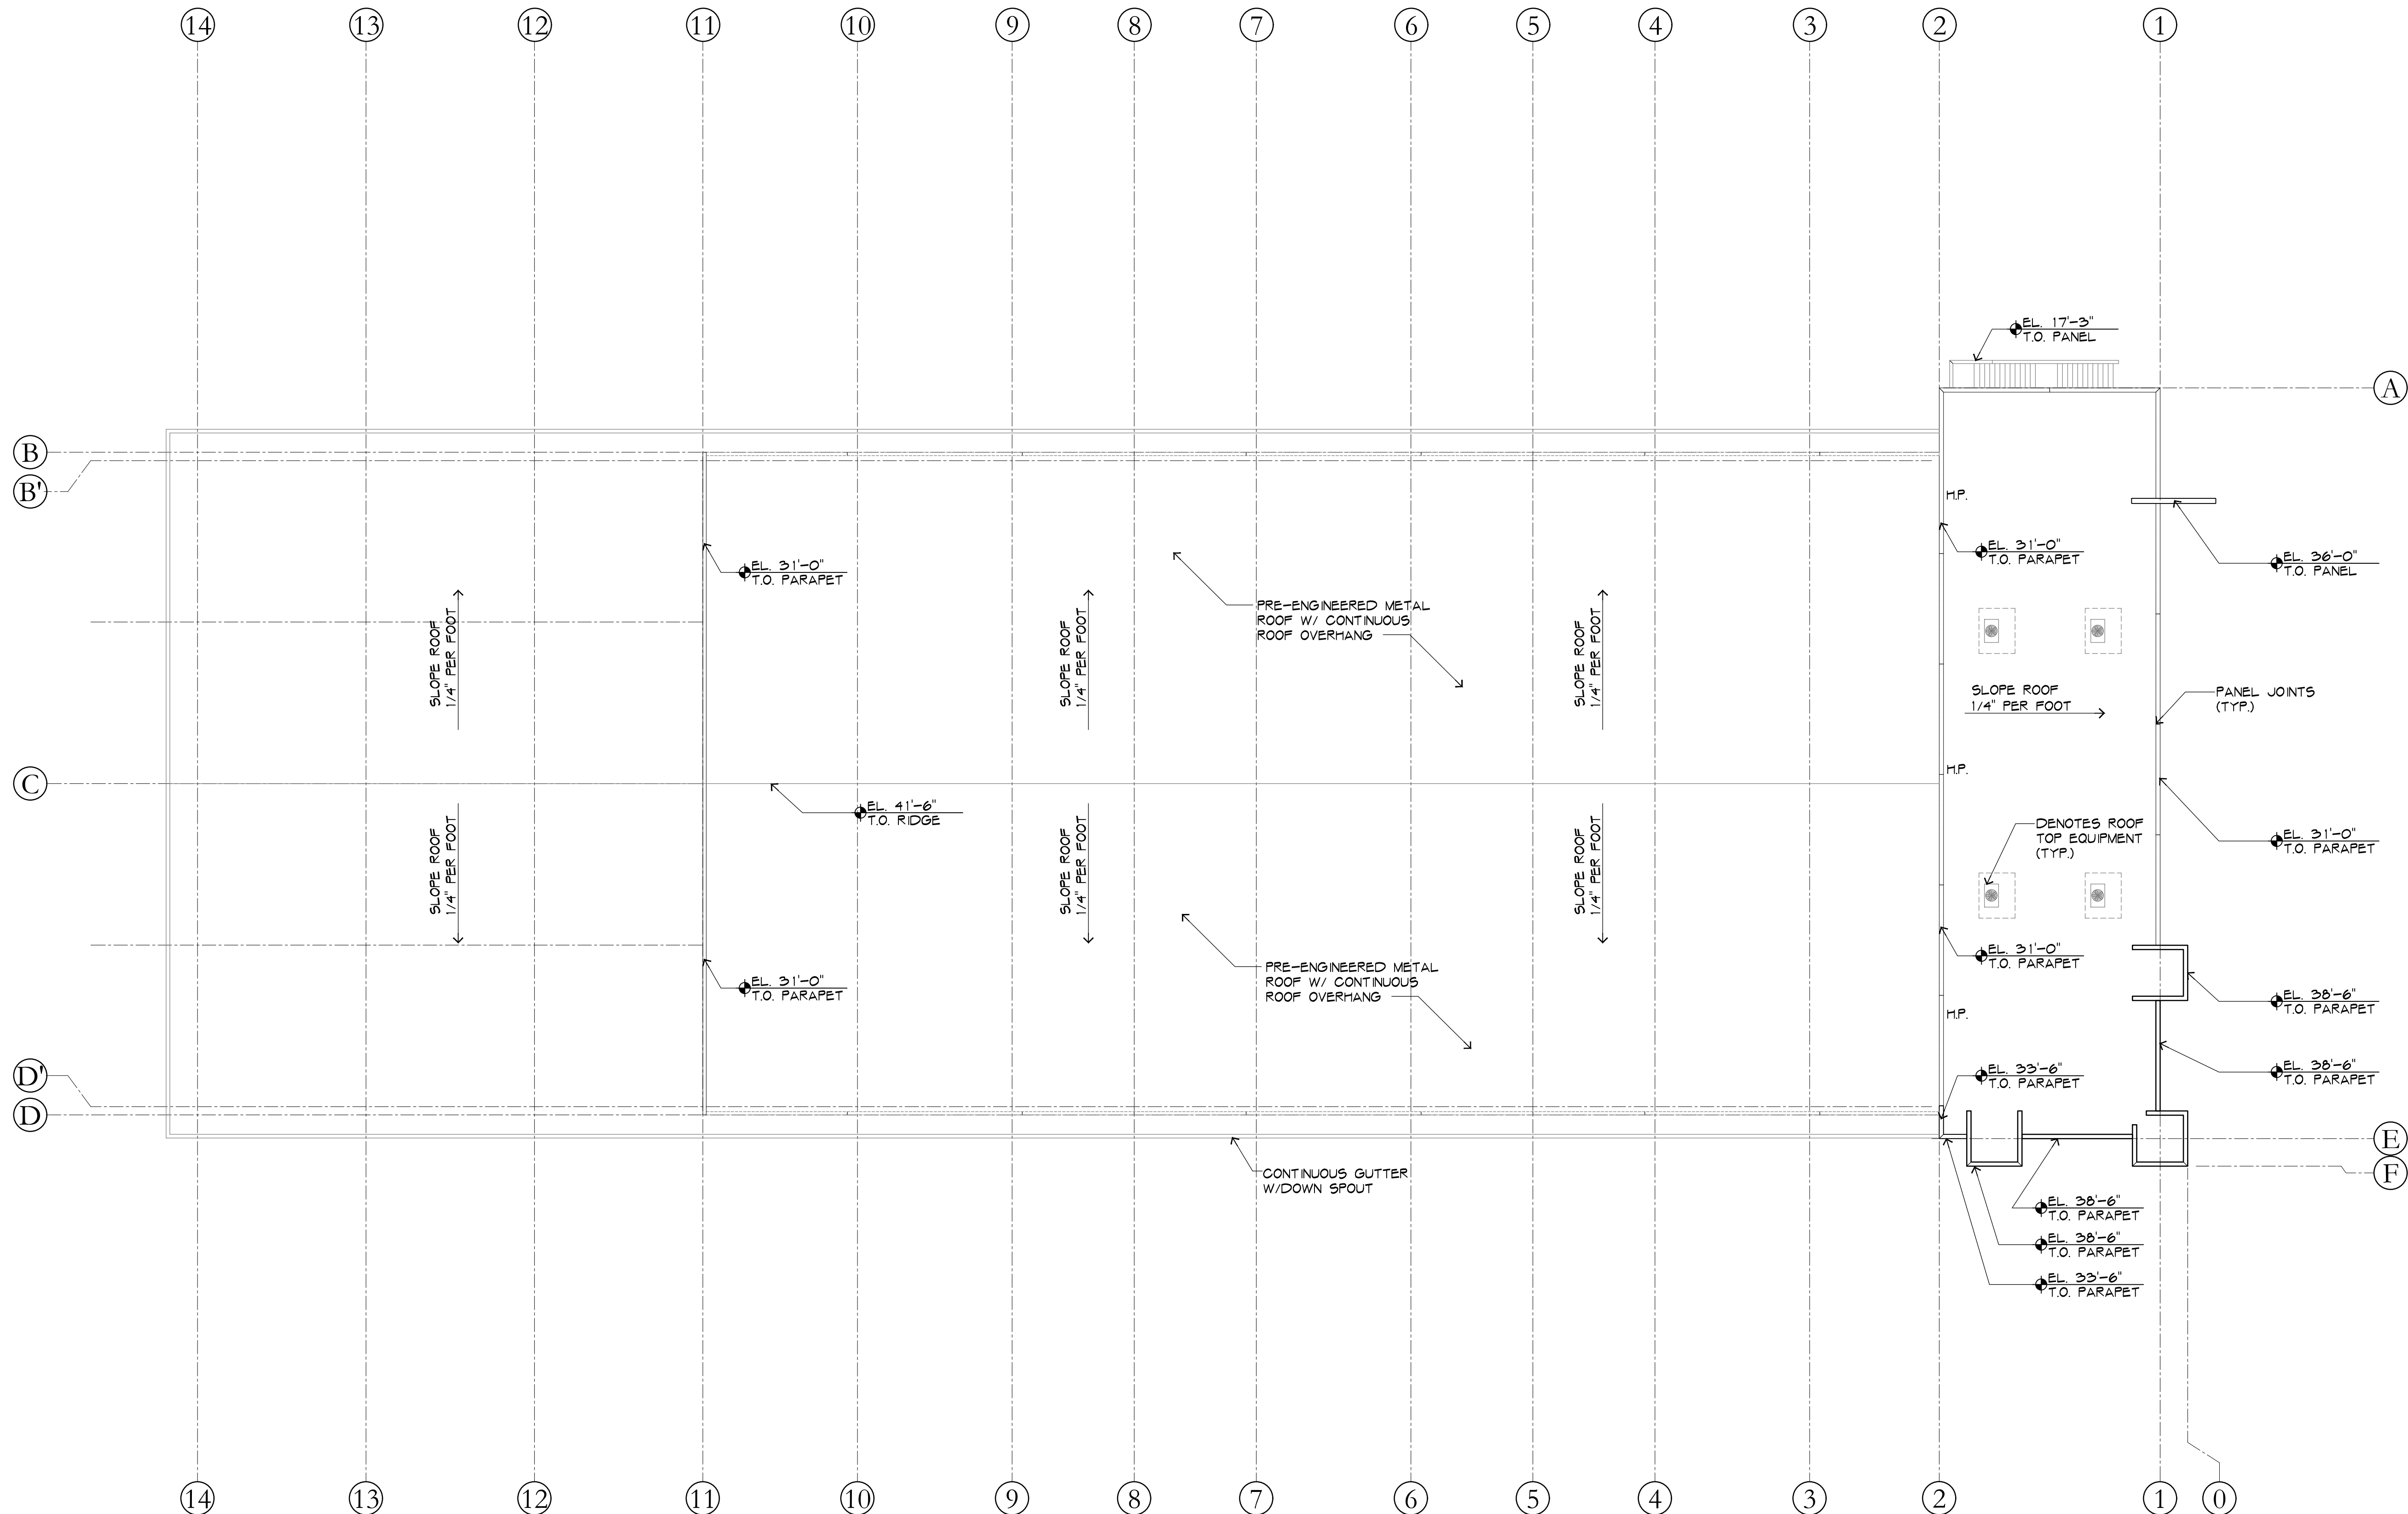 14 13 12 11 10 9 8 7 6 5 4 3 2 1
EL. 17'-3"
T.O. PANEL
A
B
B'
H.P.
EL. 31'-0"
T.O. PARAPET
EL. 31'-0"
T.O. PARAPET
EL. 36'-0"
T.O. PANEL
SLOPE ROOF
1/4" PER FOOT
SLOPE ROOF
1/4" PER FOOT
PRE-ENGINEERED METAL
ROOF W/ CONTINUOUS
ROOF OVERHANG
SLOPE ROOF
1/4" PER FOOT
SLOPE ROOF
1/4" PER FOOT
PANEL JOINTS
(TYP.)
C
H.P.
EL. 41'-6"
T.O. RIDGE
SLOPE ROOF
1/4" PER FOOT
SLOPE ROOF
1/4" PER FOOT
SLOPE ROOF
1/4" PER FOOT
DENOTES ROOF
TOP EQUIPMENT
(TYP.)
EL. 31'-0"
T.O. PARAPET
EL. 31'-0"
T.O. PARAPET
EL. 31'-0"
T.O. PARAPET
PRE-ENGINEERED METAL
ROOF W/ CONTINUOUS
ROOF OVERHANG
EL. 38'-6"
T.O. PARAPET
H.P.
D'
EL. 33'-6"
T.O. PARAPET
EL. 38'-6"
T.O. PARAPET
D
E
F
CONTINUOUS GUTTER
W/DOWN SPOUT
EL. 38'-6"
T.O. PARAPET
EL. 38'-6"
T.O. PARAPET
EL. 33'-6"
T.O. PARAPET
14 13 12 11 10 9 8 7 6 5 4 3 2 1 0